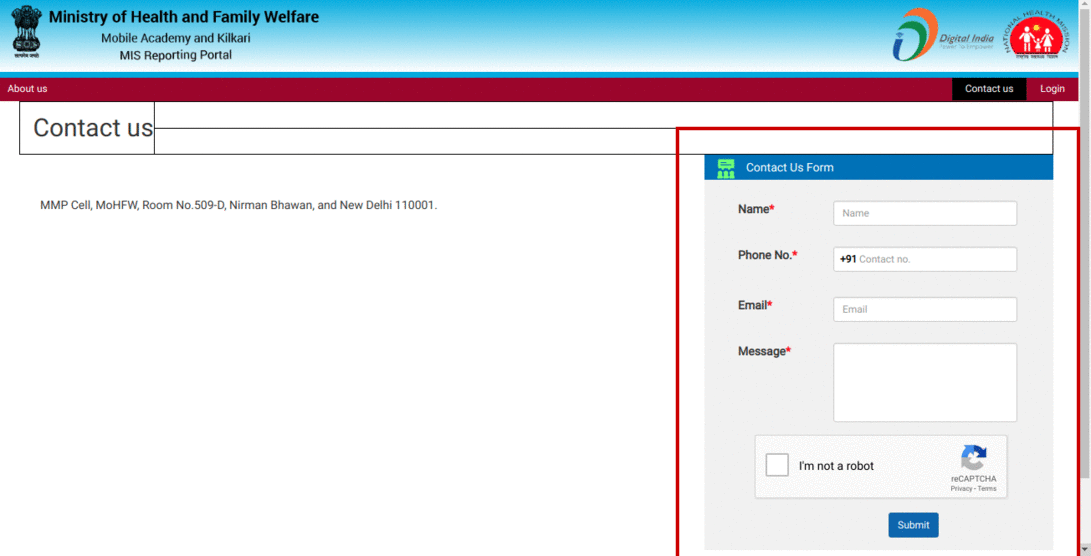 Ministry of Health and Family Welfare
Mobile Academy and Kilkari
MIS Reporting Portal
सत्यमेव जयते
Digital India
Power To Empower
NATIONAL HEALTH MISSION
About us
Contact us
Login
Contact us
MMP Cell, MoHFW, Room No.509-D, Nirman Bhawan, and New Delhi 110001.
Contact Us Form
Name*
Name
Phone No.*
+91 Contact no.
Email*
Email
Message*
I'm not a robot
reCAPTCHA
Privacy - Terms
Submit